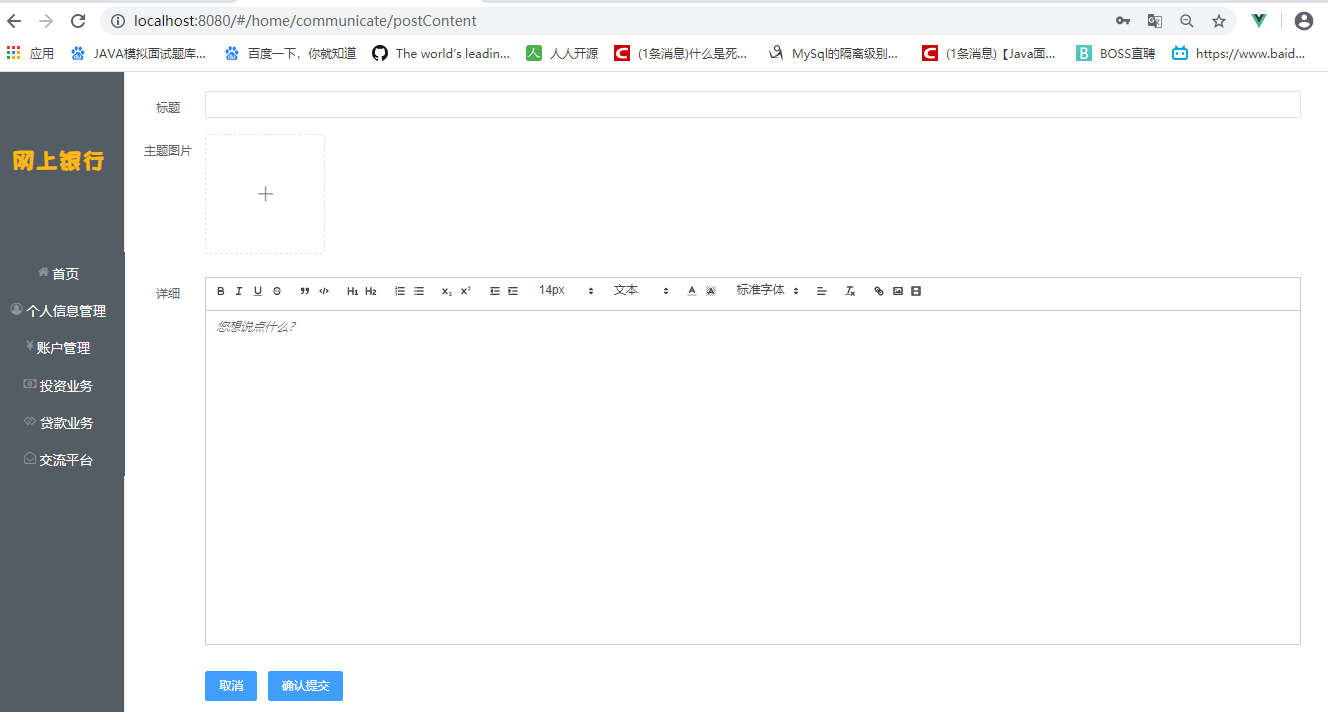 localhost:8080/#/home/communicate/postContent
应用 JAVA模拟面试题库... 百度一下，你就知道 The world's leadin... 人人开源 (1条消息)什么是死... MySql的隔离级别... (1条消息)【Java面... BOSS直聘 https://www.baid...
网上银行
首页
个人信息管理
账户管理
投资业务
贷款业务
交流平台
标题
主题图片
详细
B I U S H1 H2 x2 x2 14px 文本 A A 标准字体 Tx
您想说点什么？
取消 确认提交